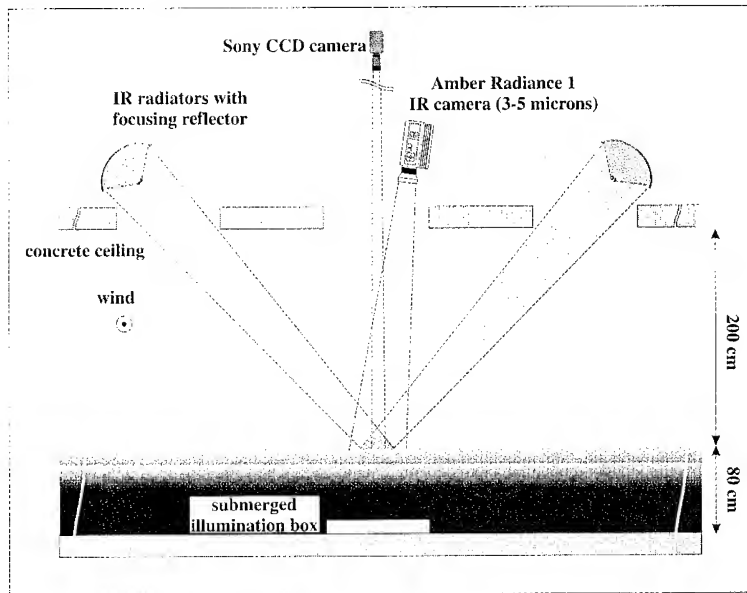 Sony CCD camera
Amber Radiance 1
IR camera (3-5 microns)
IR radiators with
focusing reflector
concrete ceiling
wind
200 cm
80 cm
submerged
illumination box